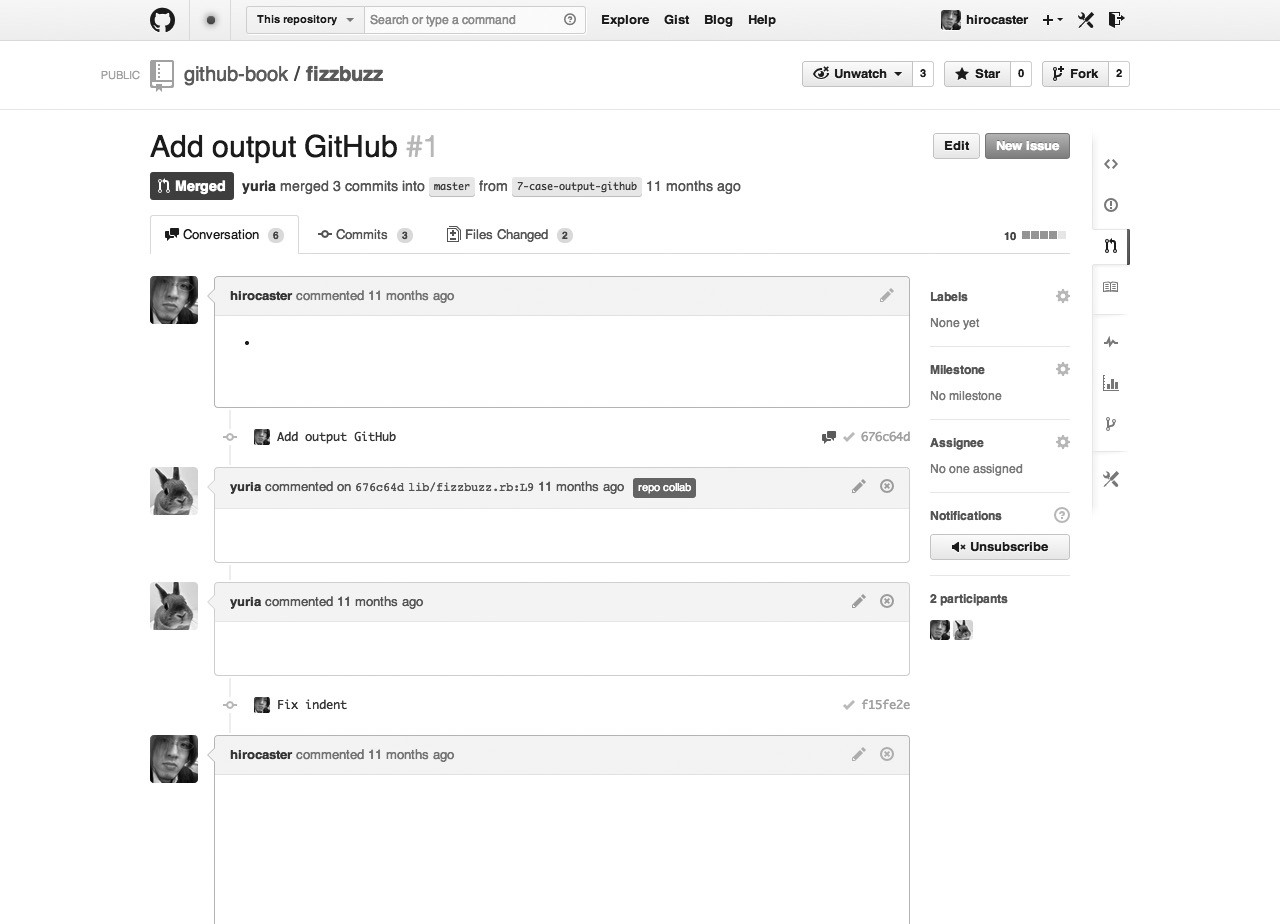 This repository Search or type a command Explore Gist Blog Help hirocaster
PUBLIC github-book / fizzbuzz Unwatch 3 Star 0 Fork 2
Add output GitHub #1 Edit New Issue
Merged yuria merged 3 commits into master from 7-case-output-github 11 months ago
Conversation 6 Commits 3 Files Changed 2 10
hirocaster commented 11 months ago
Labels
None yet
Milestone
No milestone
Add output GitHub 676c64d
Assignee
No one assigned
yuria commented on 676c64d lib/fizzbuzz.rb:L9 11 months ago repo collab
Notifications
Unsubscribe
yuria commented 11 months ago
2 participants
Fix indent f15fe2e
hirocaster commented 11 months ago